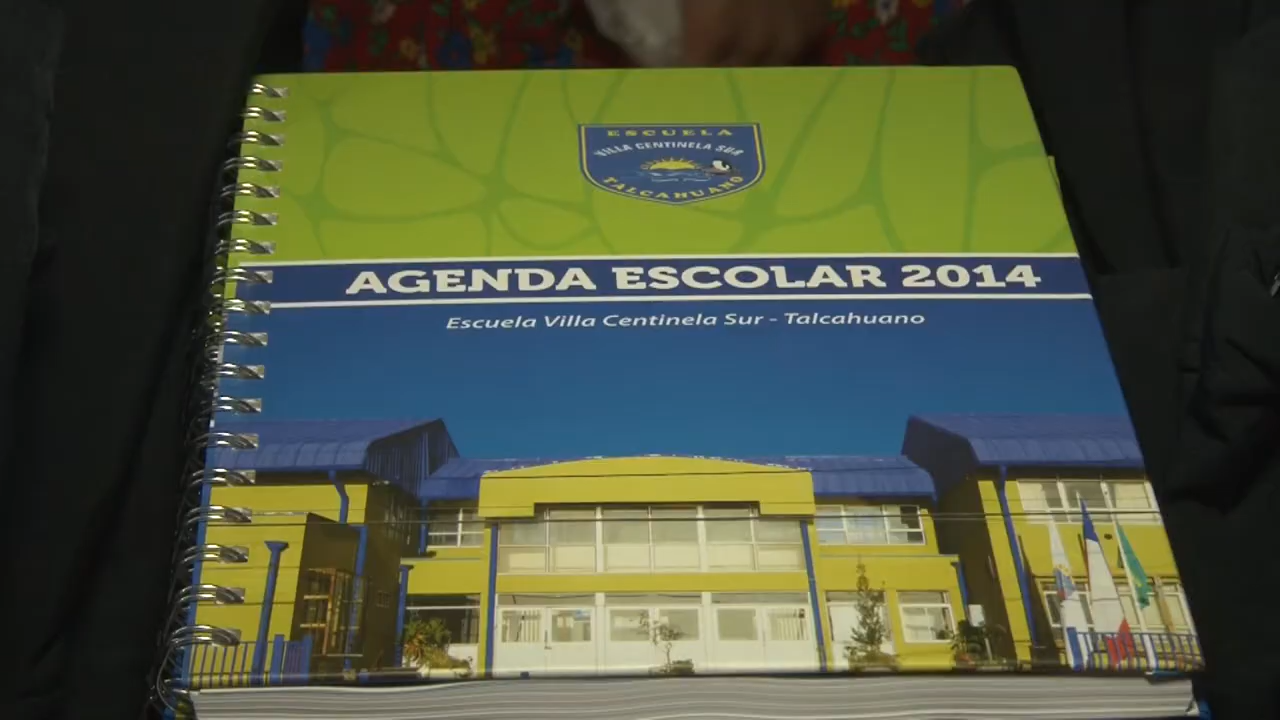 ESCUELA
VILLA CENTINELA SUR
TALCAHUANO
AGENDA ESCOLAR 2014
Escuela Villa Centinela Sur - Talcahuano